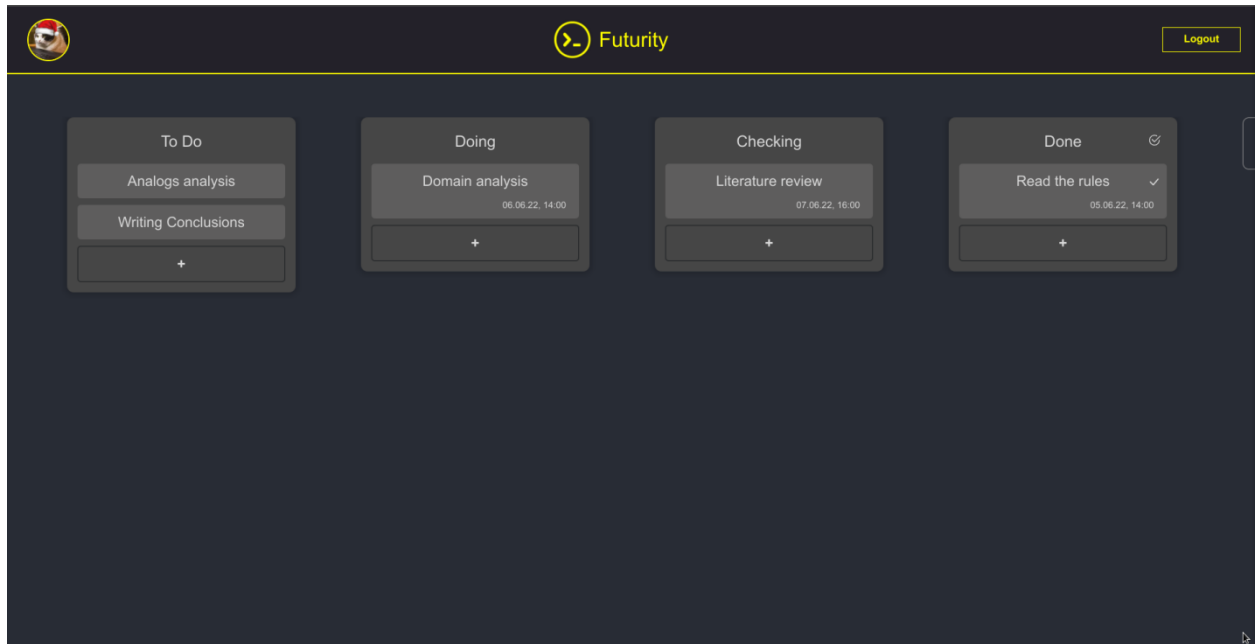 Futurity
Logout
To Do
Analogs analysis
Writing Conclusions
+
Doing
Domain analysis
06.06.22, 14:00
+
Checking
Literature review
07.06.22, 16:00
+
Done
Read the rules
05.06.22, 14:00
+